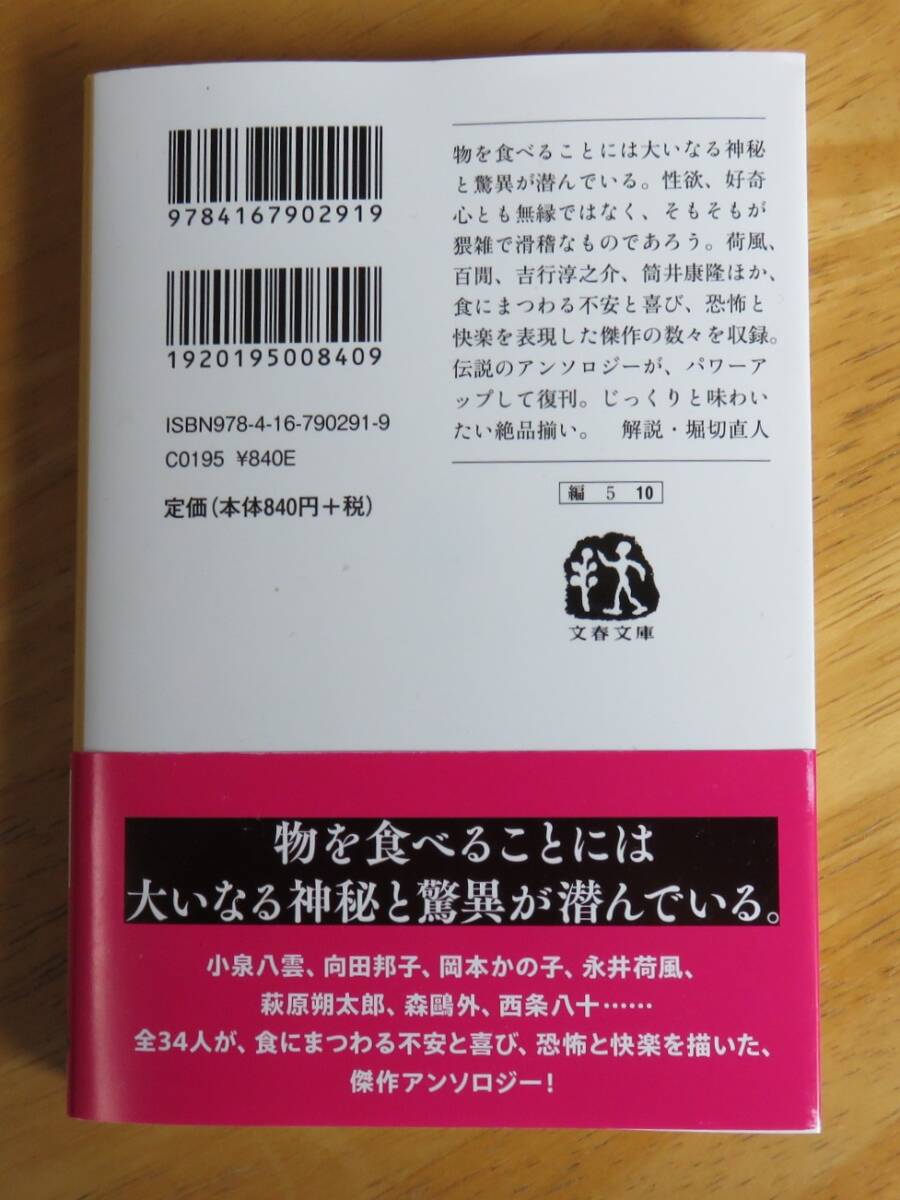 9784167902919
1920195008409
ISBN978-4-16-790291-9
C0195 ¥840E
定価(本体840円+税)
物を食べることには大いなる神秘
と驚異が潜んでいる。性欲、好奇
心とも無縁ではなく、そもそもが
猥雑で滑稽なものであろう。荷風、
百閒、吉行淳之介、筒井康隆ほか、
食にまつわる不安と喜び、恐怖と
快楽を表現した傑作の数々を収録。
伝説のアンソロジーが、パワーア
ップして復刊。じっくりと味わい
たい絶品揃い。 解説・堀切直人
編 5 10
文春文庫
物を食べることには
大いなる神秘と驚異が潜んでいる。
小泉八雲、向田邦子、岡本かの子、永井荷風、
萩原朔太郎、森鷗外、西条八十……
全34人が、食にまつわる不安と喜び、恐怖と快楽を描いた、
傑作アンソロジー!